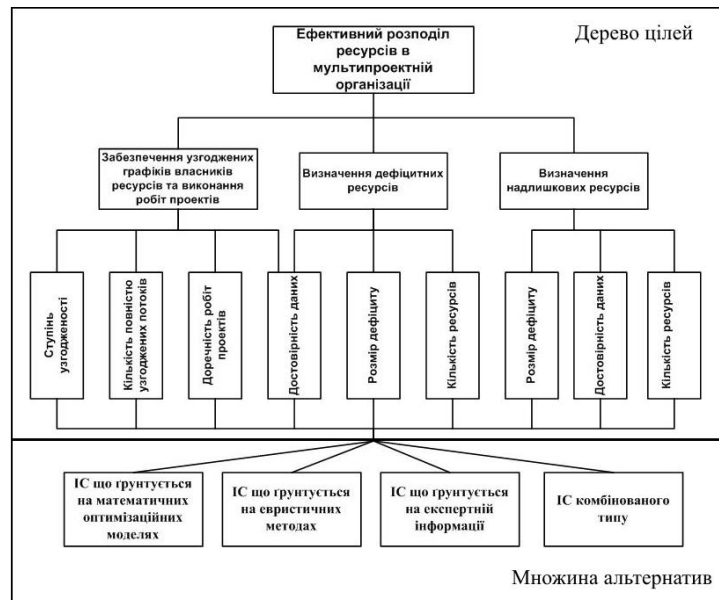 Ефективний розподіл
ресурсів в
мультипроектній
організації
Дерево цілей
Забезпечення узгоджених
графіків власників
ресурсів та виконання
робіт проектів
Визначення дефіцитних
ресурсів
Визначення
надлишкових ресурсів
Ступінь
узгодженості
Кількість повністю
узгоджених потоків
Доречність робіт
проектів
Достовірність даних
Розмір дефіциту
Кількість ресурсів
Розмір дефіциту
Достовірність даних
Кількість ресурсів
ІС що ґрунтується
на математичних
оптимізаційних
моделях
ІС що ґрунтується
на евристичних
методах
ІС що ґрунтується
на експертній
інформації
ІС комбінованого
типу
Множина альтернатив